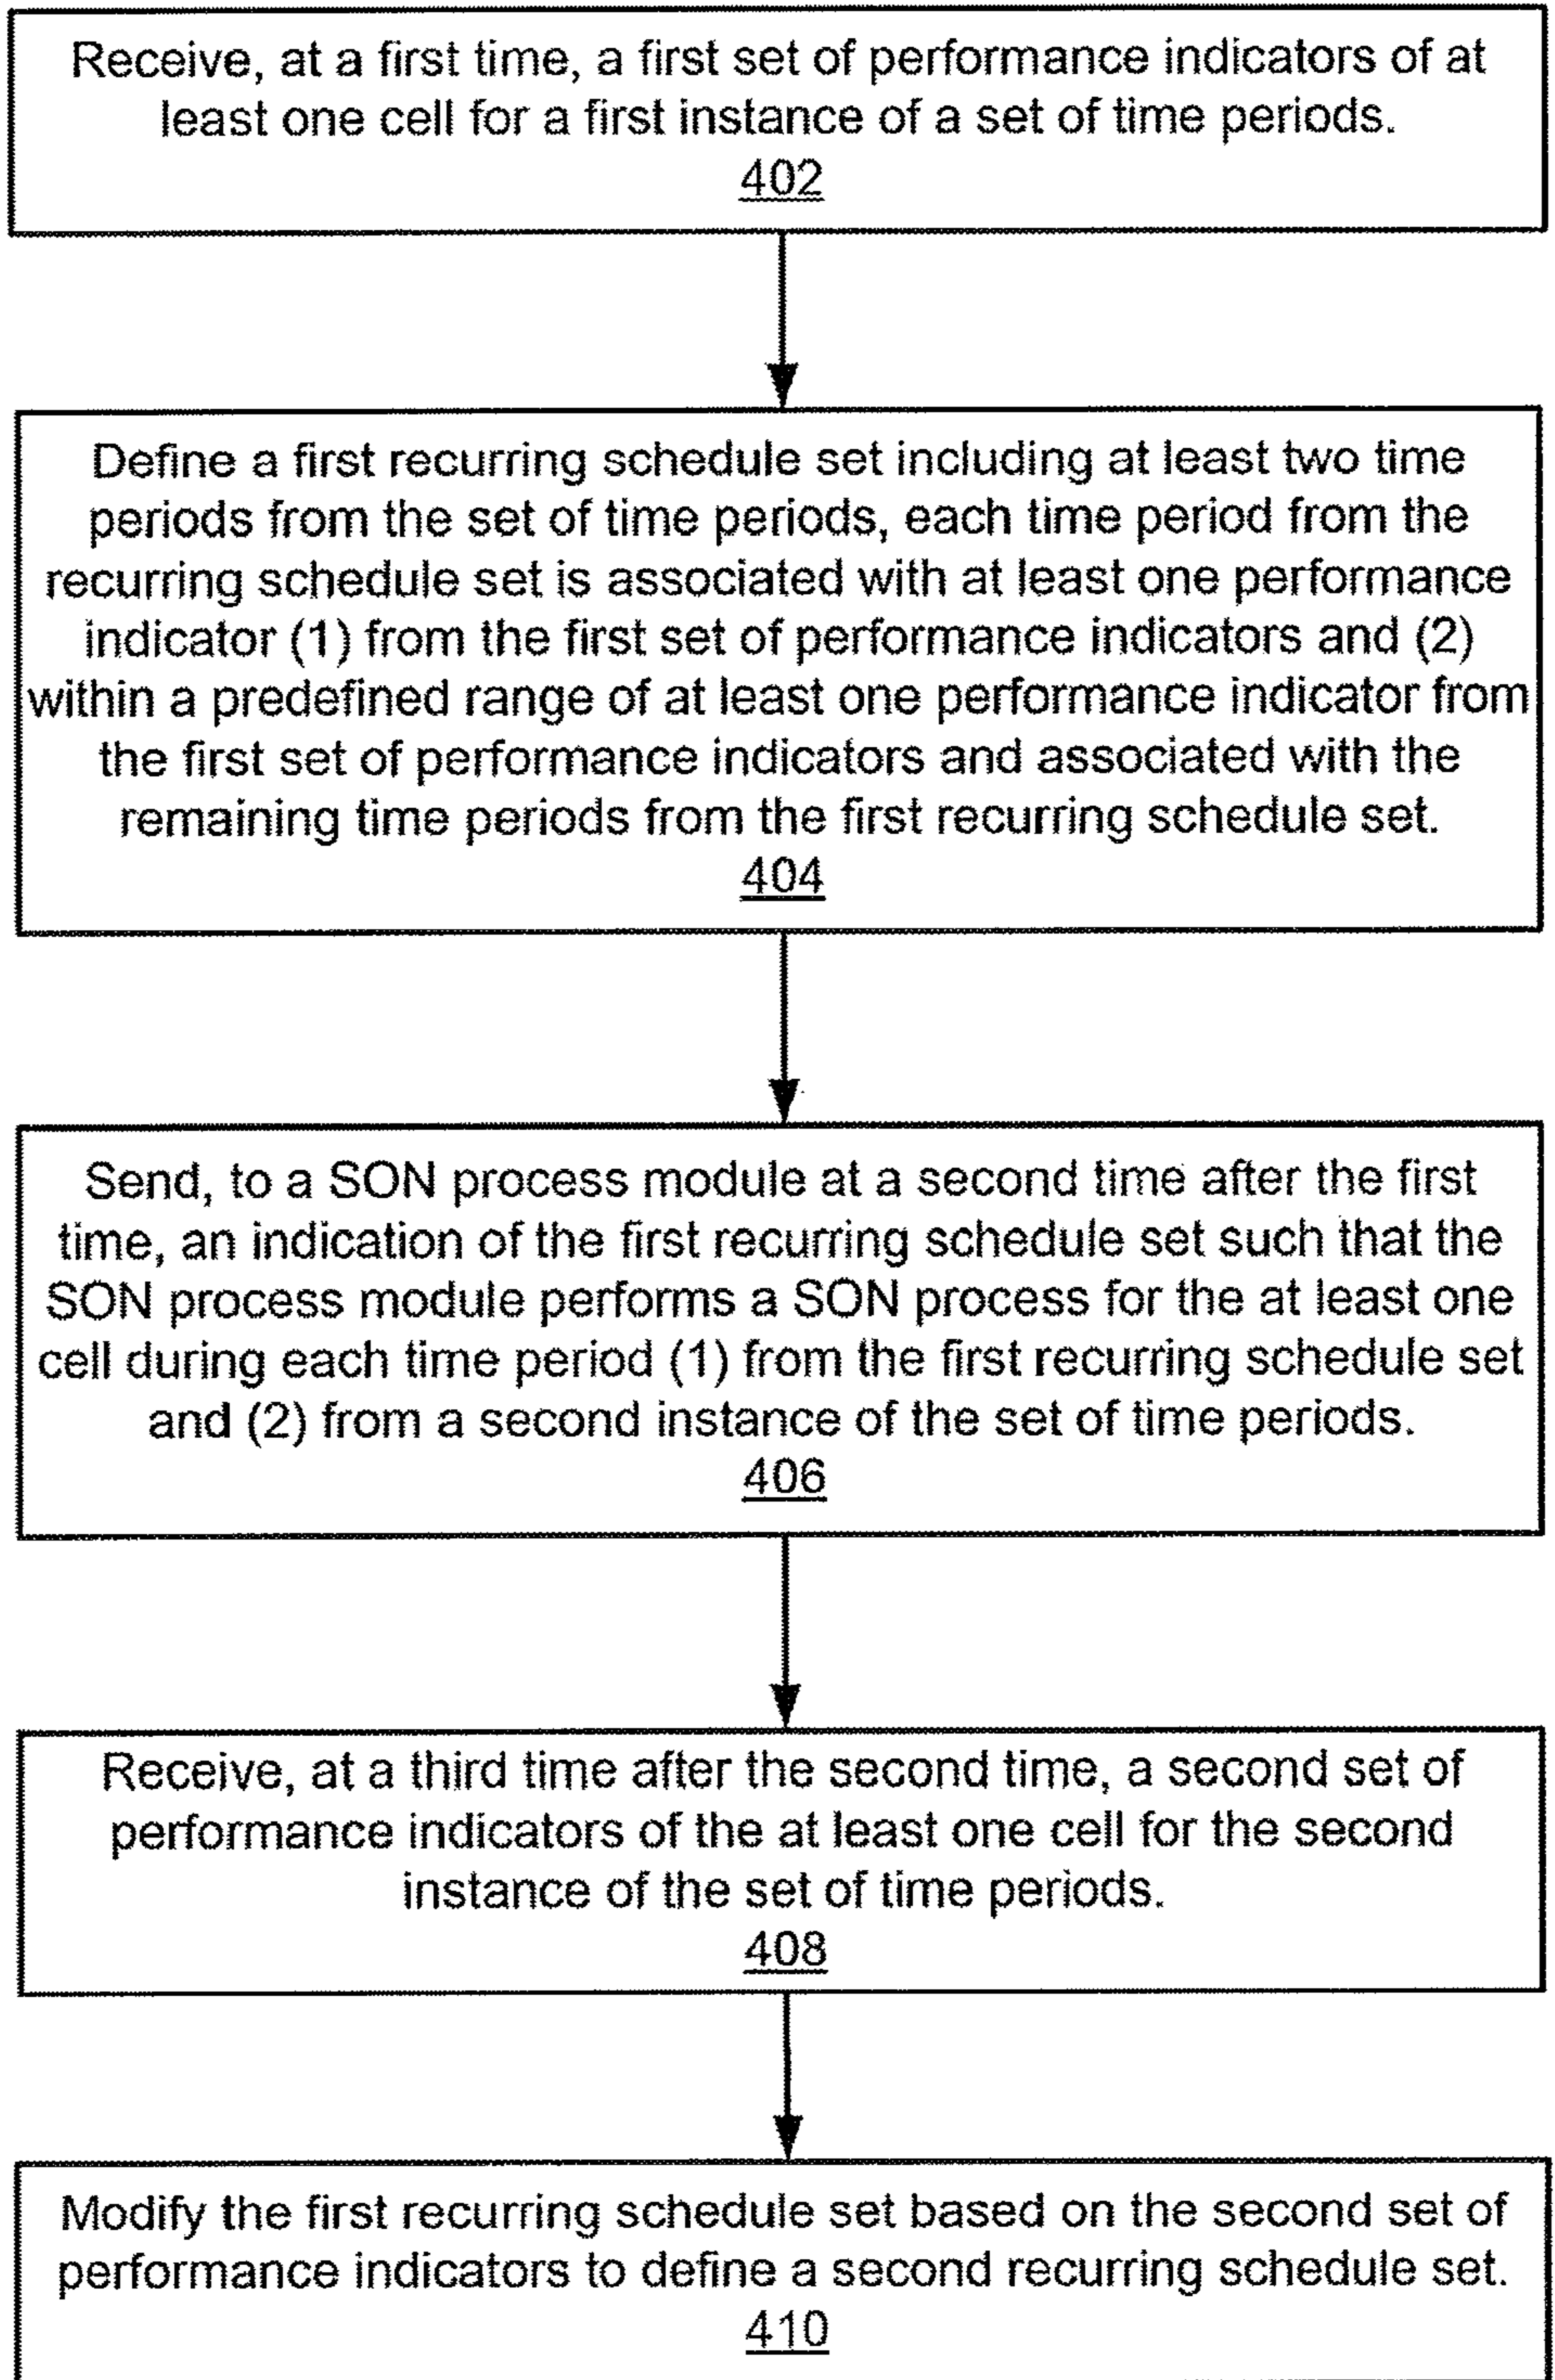 Receive, at a first time, a first set of performance indicators of at
least one cell for a first instance of a set of time periods.
402
Define a first recurring schedule set including at least two time
periods from the set of time periods, each time period from the
recurring schedule set is associated with at least one performance
indicator (1) from the first set of performance indicators and (2)
within a predefined range of at least one performance indicator from
the first set of performance indicators and associated with the
remaining time periods from the first recurring schedule set.
404
Send, to a SON process module at a second time after the first
time, an indication of the first recurring schedule set such that the
SON process module performs a SON process for the at least one
cell during each time period (1) from the first recurring schedule set
and (2) from a second instance of the set of time periods.
406
Receive, at a third time after the second time, a second set of
performance indicators of the at least one cell for the second
instance of the set of time periods.
408
Modify the first recurring schedule set based on the second set of
performance indicators to define a second recurring schedule set.
410